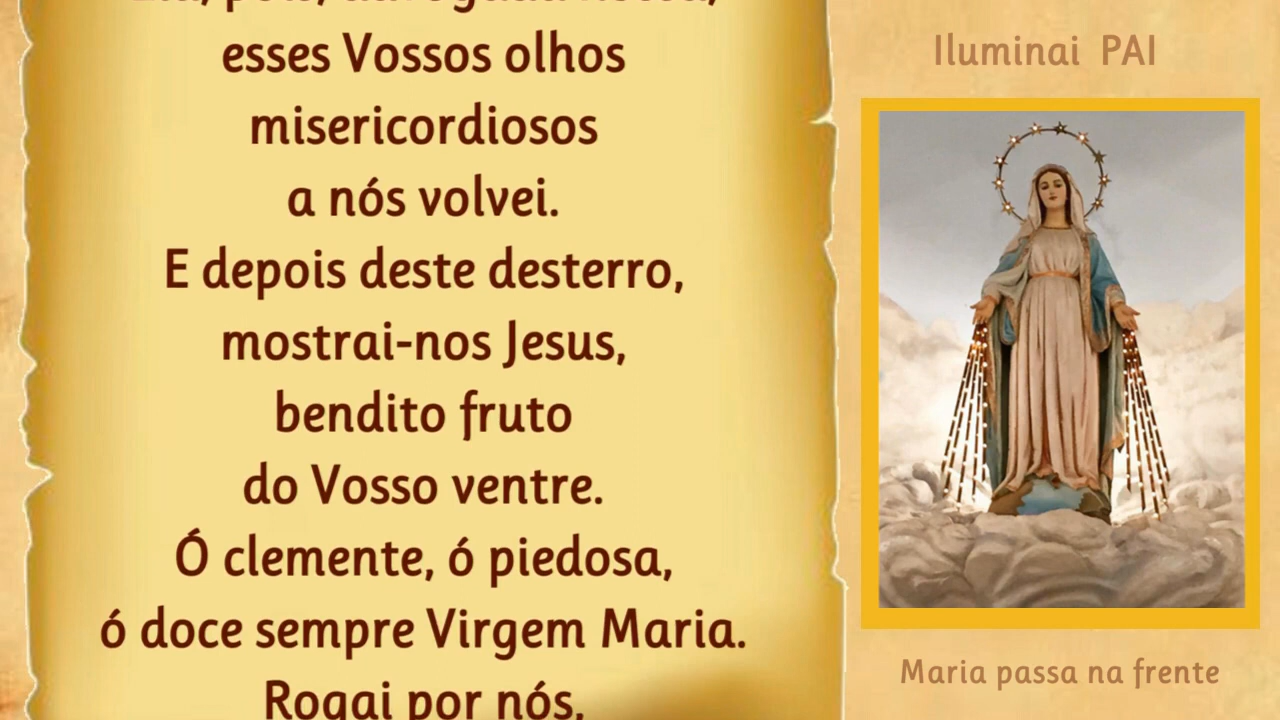 esses Vossos olhos
misericordiosos
a nós volvei.
E depois deste desterro,
mostrai-nos Jesus,
bendito fruto
do Vosso ventre.
Ó clemente, ó piedosa,
ó doce sempre Virgem Maria.
Rogai por nós,
Iluminai PAI
Maria passa na frente